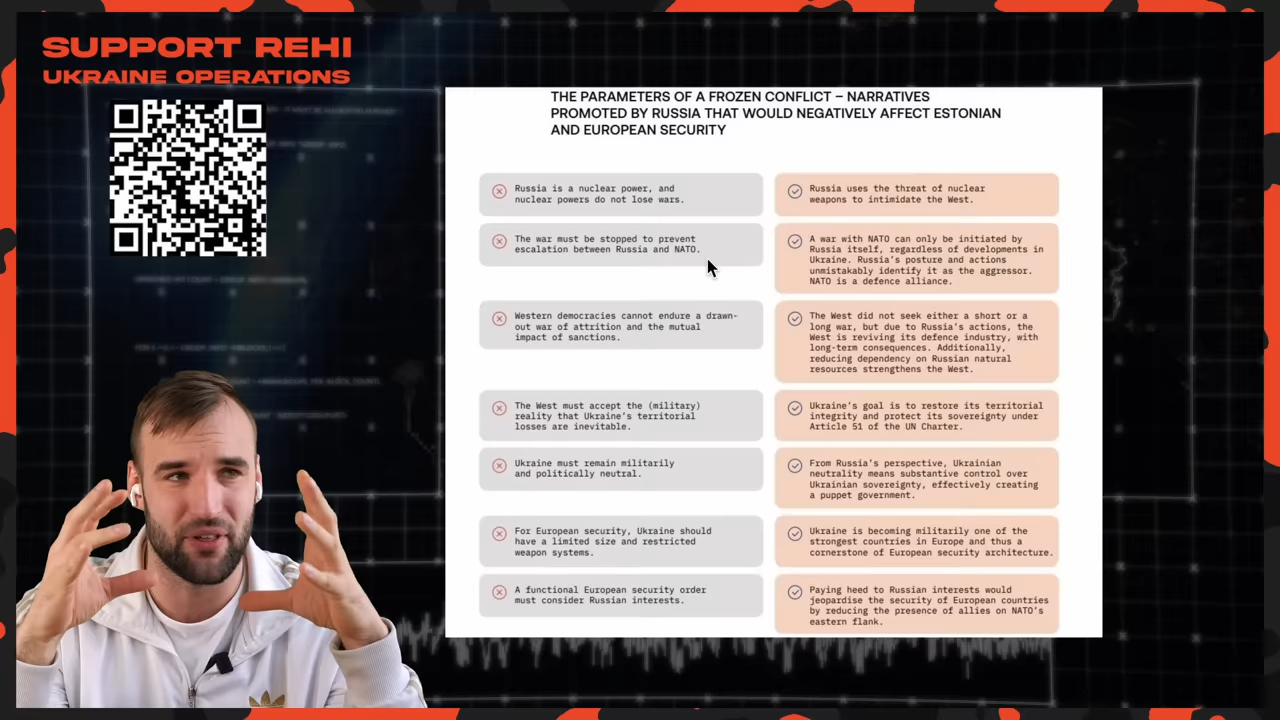 SUPPORT REHI
UKRAINE OPERATIONS
THE PARAMETERS OF A FROZEN CONFLICT – NARRATIVES
PROMOTED BY RUSSIA THAT WOULD NEGATIVELY AFFECT ESTONIAN
AND EUROPEAN SECURITY
Russia is a nuclear power, and
nuclear powers do not lose wars.
Russia uses the threat of nuclear
weapons to intimidate the West.
The war must be stopped to prevent
escalation between Russia and NATO.
A war with NATO can only be initiated by
Russia itself, regardless of developments in
Ukraine. Russia's posture and actions
unmistakably identify it as the aggressor.
NATO is a defence alliance.
Western democracies cannot endure a drawn-
out war of attrition and the mutual
impact of sanctions.
The West did not seek either a short or a
long war, but due to Russia's actions, the
West is reviving its defence industry, with
long-term consequences. Additionally,
reducing dependency on Russian natural
resources strengthens the West.
The West must accept the (military)
reality that Ukraine's territorial
losses are inevitable.
Ukraine's goal is to restore its territorial
integrity and protect its sovereignty under
Article 51 of the UN Charter.
Ukraine must remain militarily
and politically neutral.
From Russia's perspective, Ukrainian
neutrality means substantive control over
Ukrainian sovereignty, effectively creating
a puppet government.
For European security, Ukraine should
have a limited size and restricted
weapon systems.
Ukraine is becoming militarily one of the
strongest countries in Europe and thus a
cornerstone of European security architecture.
A functional European security order
must consider Russian interests.
Paying heed to Russian interests would
jeopardise the security of European countries
by reducing the presence of allies on NATO's
eastern flank.